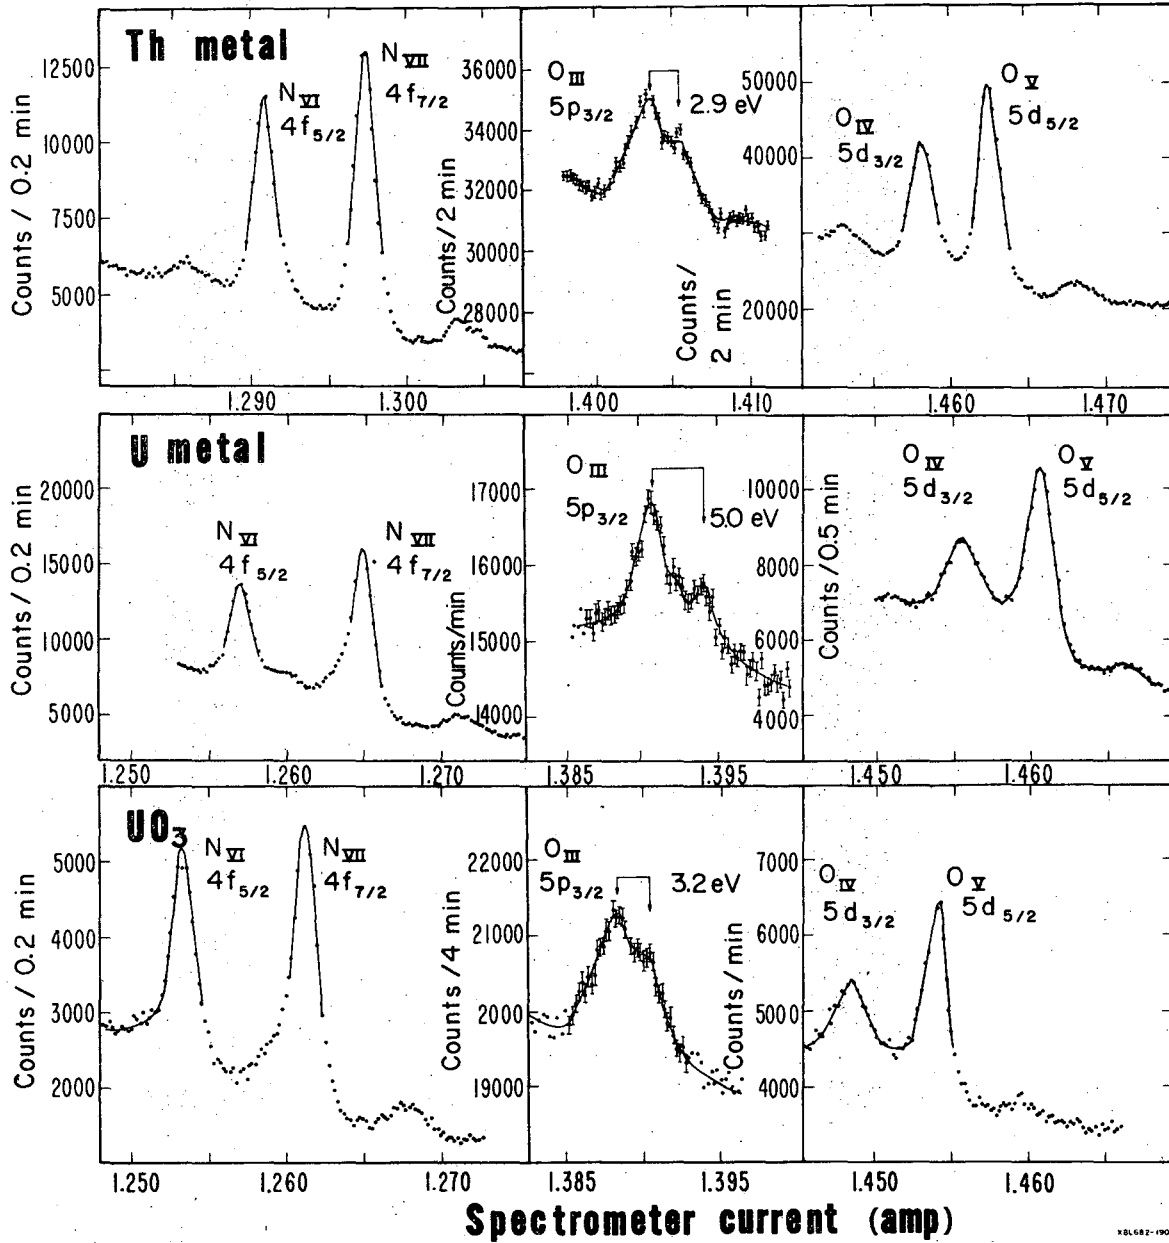 Th metal
N VI
4f5/2
N VII
4f7/2
12500
10000
7500
5000
Counts / 0.2 min
1.290
1.300
O III
5p3/2
2.9 eV
36000
34000
32000
30000
28000
Counts/2 min
1.400
1.410
O IV
5d3/2
O V
5d5/2
50000
40000
20000
Counts/
2 min
1.460
1.470
U metal
N VI
4f5/2
N VII
4f7/2
20000
15000
10000
5000
Counts / 0.2 min
1.250
1.260
1.270
O III
5p3/2
5.0 eV
17000
16000
15000
14000
Counts/min
1.385
1.395
O IV
5d3/2
O V
5d5/2
10000
8000
6000
4000
Counts / 0.5 min
1.450
1.460
UO3
N VI
4f5/2
N VII
4f7/2
5000
4000
3000
2000
Counts / 0.2 min
1.250
1.260
1.270
O III
5p3/2
3.2 eV
22000
21000
20000
19000
Counts / 4 min
1.385
1.395
O IV
5d3/2
O V
5d5/2
7000
6000
5000
4000
Counts / min
1.450
1.460
Spectrometer current (amp)